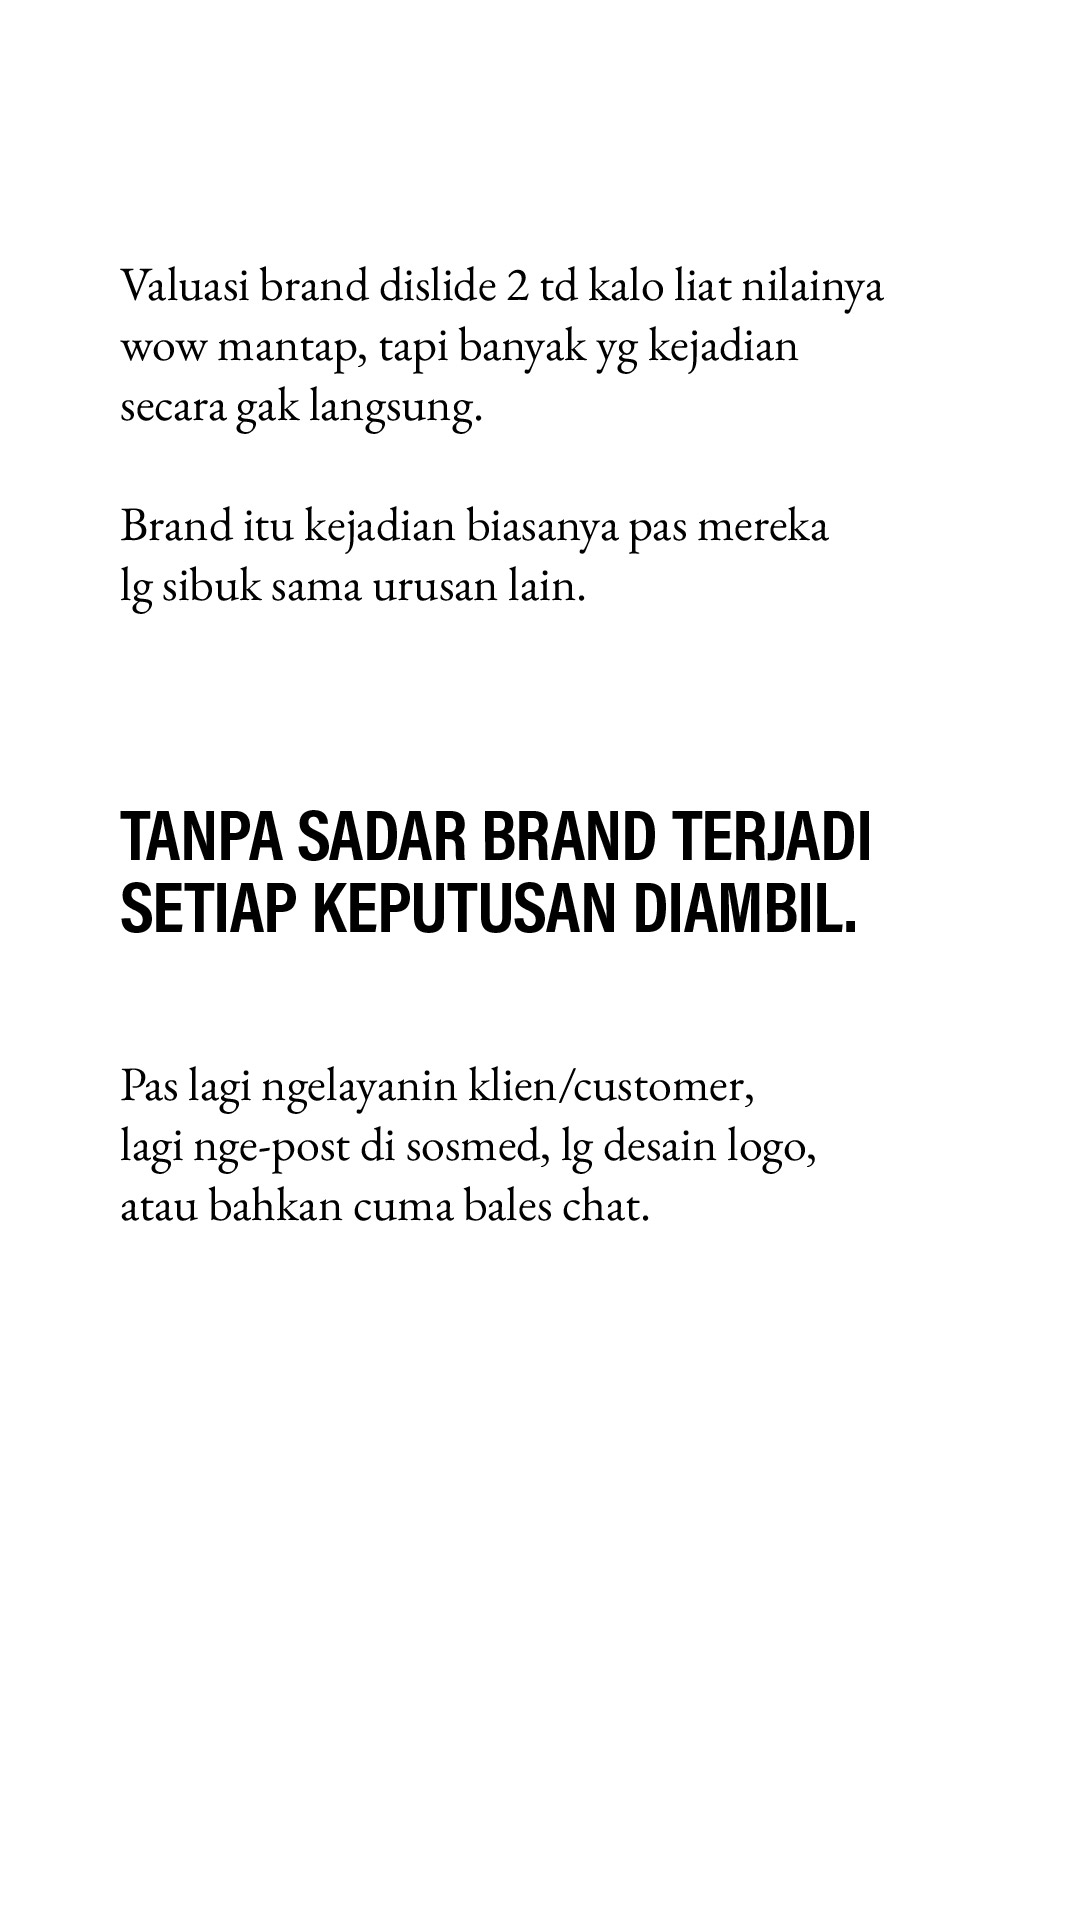 Valuasi brand dislide 2 td kalo liat nilainya
wow mantap, tapi banyak yg kejadian
secara gak langsung.
Brand itu kejadian biasanya pas mereka
lg sibuk sama urusan lain.
TANPA SADAR BRAND TERJADI
SETIAP KEPUTUSAN DIAMBIL.
Pas lagi ngelayanin klien/customer,
lagi nge-post di sosmed, lg desain logo,
atau bahkan cuma bales chat.